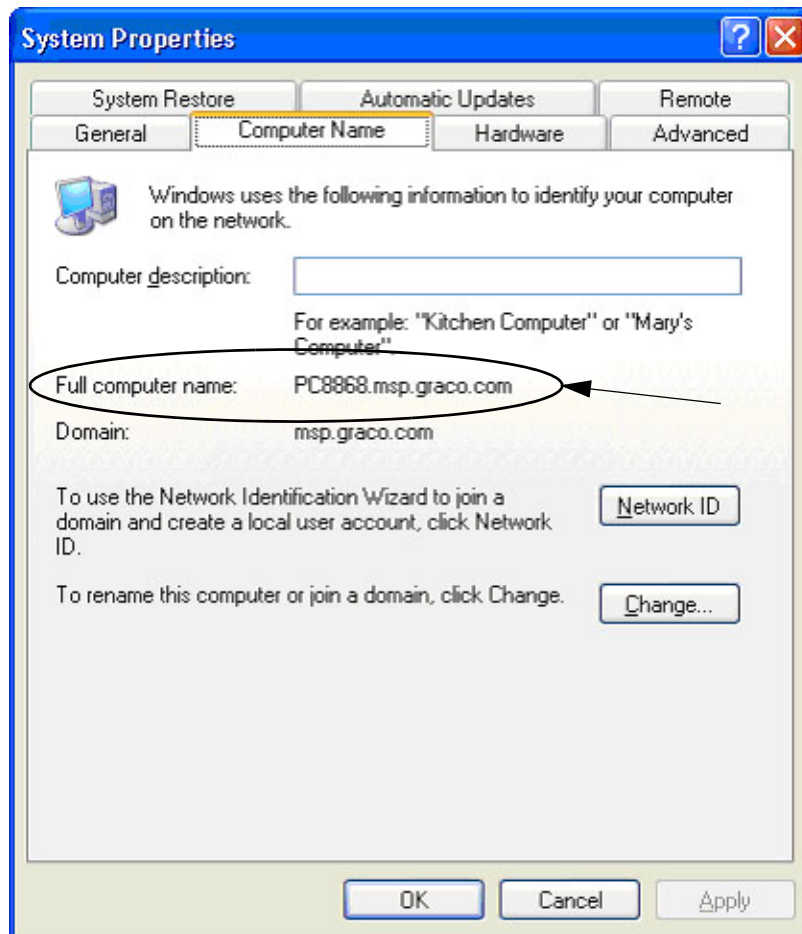 System Properties
System Restore Automatic Updates Remote
General Computer Name Hardware Advanced
Windows uses the following information to identify your computer
on the network.
Computer description:
For example: "Kitchen Computer" or "Mary's
Computer".
Full computer name: PC8868.msp.graco.com
Domain: msp.graco.com
To use the Network Identification Wizard to join a
domain and create a local user account, click Network
ID.
Network ID
To rename this computer or join a domain, click Change.
Change...
OK Cancel Apply